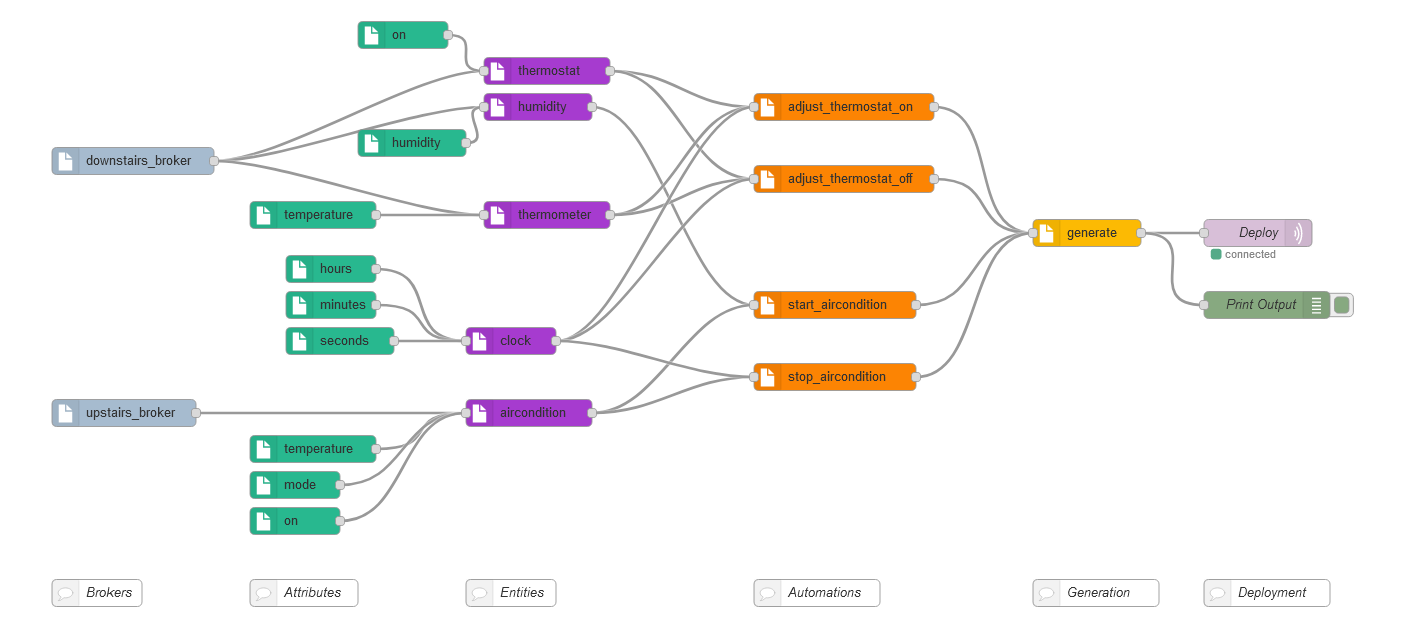 on
thermostat
humidity
adjust_thermostat_on
humidity
downstairs_broker
adjust_thermostat_off
temperature
thermometer
generate
Deploy
connected
hours
minutes
start_aircondition
Print Output
seconds
clock
stop_aircondition
upstairs_broker
aircondition
temperature
mode
on
Brokers
Attributes
Entities
Automations
Generation
Deployment